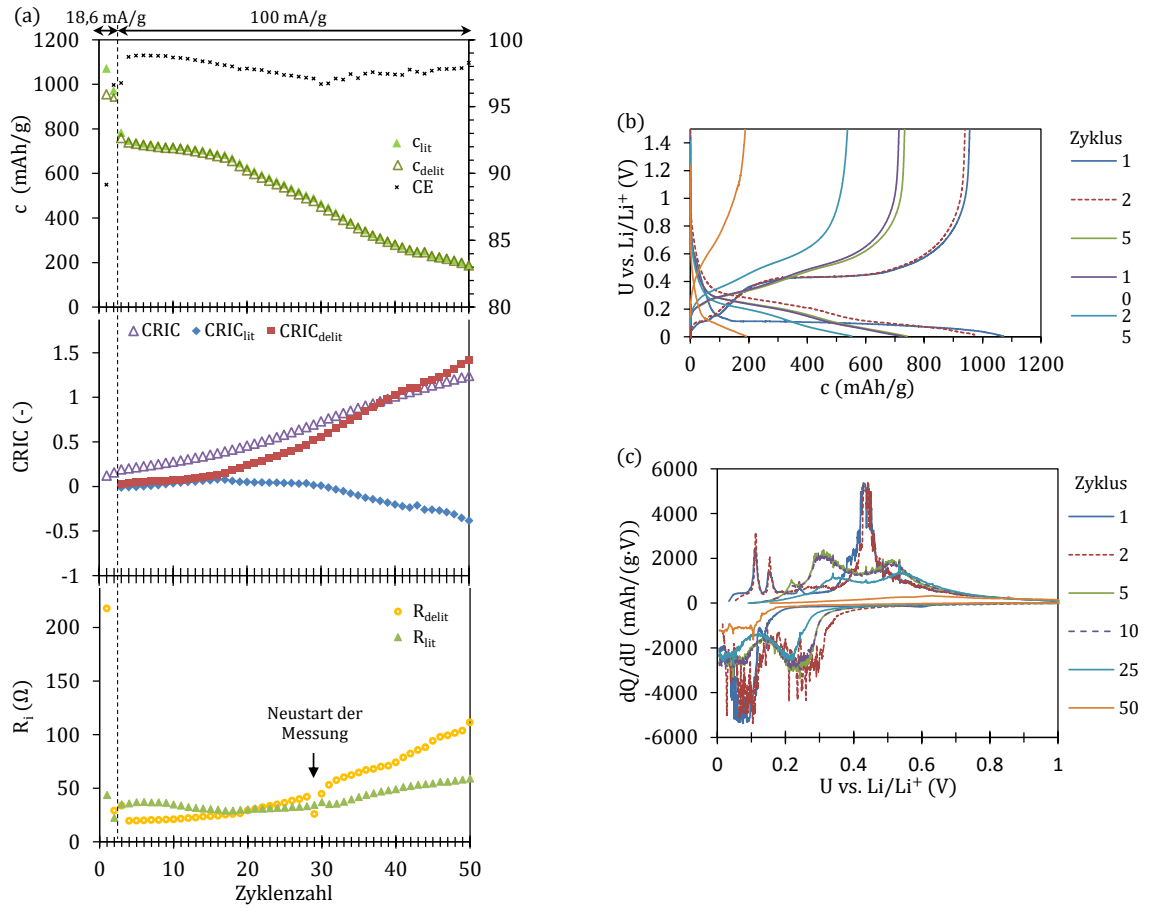 (a)
18,6 mA/g
100 mA/g
1200
1000
800
600
400
200
0
c (mAh/g)
100
95
90
85
80
c_lit
c_delit
CE
CRIC
CRIC_lit
CRIC_delit
1.5
1
0.5
0
-0.5
-1
CRIC (-)
R_delit
R_lit
200
150
100
50
0
R_i (Ω)
Neustart der
Messung
0 10 20 30 40 50
Zyklenzahl
(b)
1.4
1.2
1
0.8
0.6
0.4
0.2
0
U vs. Li/Li⁺ (V)
0 200 400 600 800 1000 1200
c (mAh/g)
Zyklus
1
2
5
1
0
2
5
(c)
6000
4000
2000
0
-2000
-4000
-6000
dQ/dU (mAh/(g·V))
0 0.2 0.4 0.6 0.8 1
U vs. Li/Li⁺ (V)
Zyklus
1
2
5
10
25
50